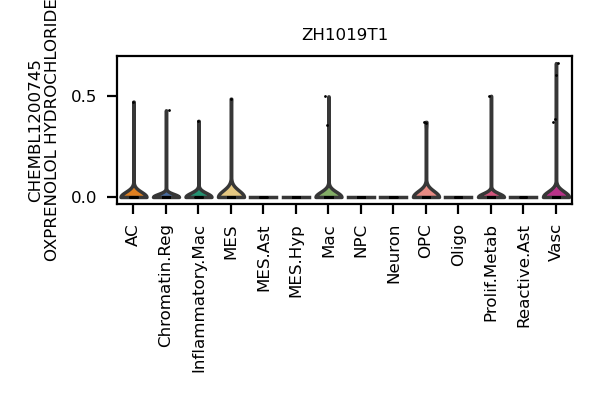 ZH1019T1
CHEMBL1200745
OXPRENOLOL HYDROCHLORIDE
0.5
0.0
AC
Chromatin.Reg
Inflammatory.Mac
MES
MES.Ast
MES.Hyp
Mac
NPC
Neuron
OPC
Oligo
Prolif.Metab
Reactive.Ast
Vasc